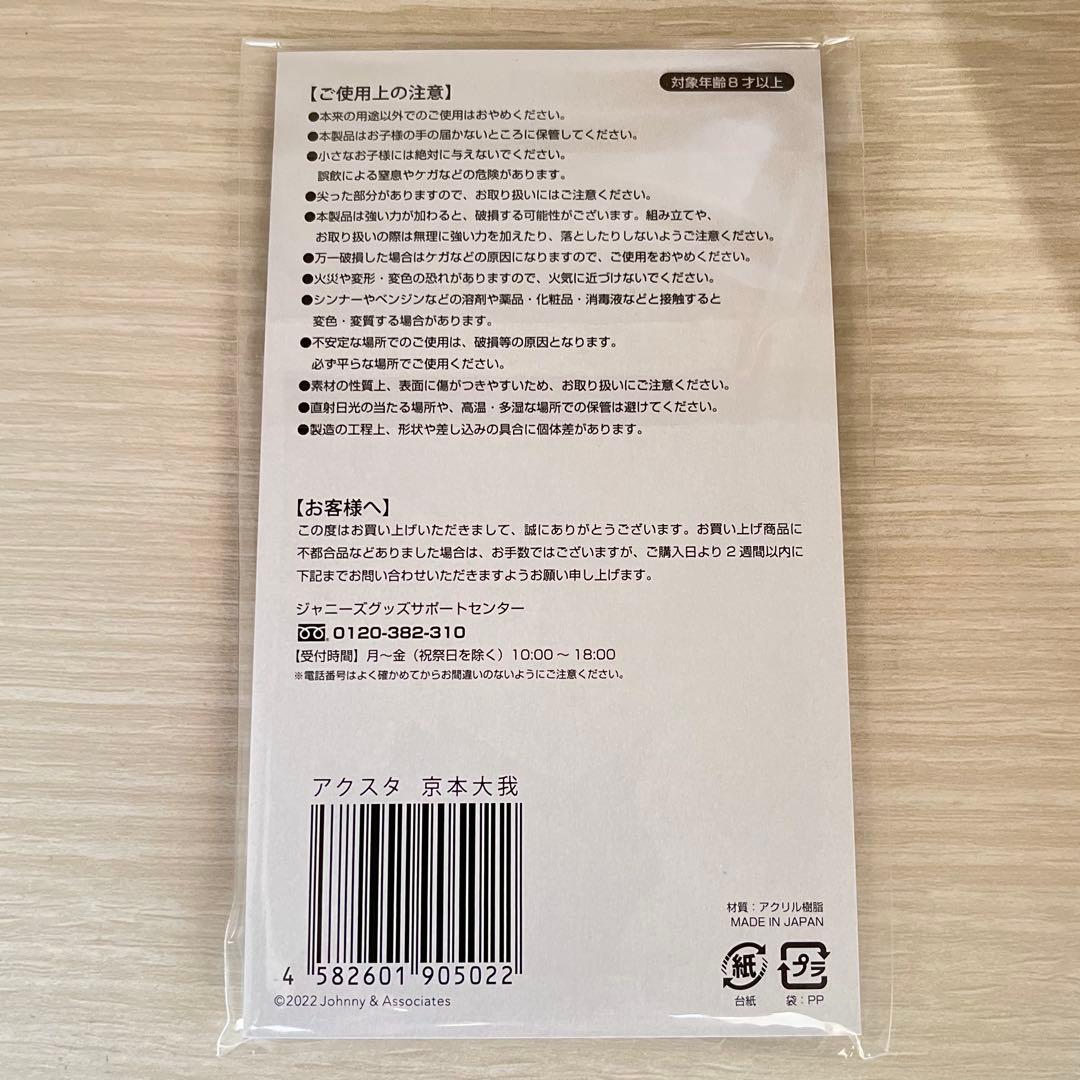 対象年齢8才以上
【ご使用上の注意】
●本来の用途以外でのご使用はおやめください。
●本製品はお子様の手の届かないところに保管してください。
●小さなお子様には絶対に与えないでください。
誤飲による窒息やケガなどの危険があります。
●尖った部分がありますので、お取り扱いにはご注意ください。
●本製品は強い力が加わると、破損する可能性がございます。組み立てや、
お取り扱いの際は無理に強い力を加えたり、落としたりしないようご注意ください。
●万一破損した場合はケガなどの原因になりますので、ご使用をおやめください。
●火災や変形・変色の恐れがありますので、火気に近づけないでください。
●シンナーやベンジンなどの溶剤や薬品・化粧品・消毒液などと接触すると
変色・変質する場合があります。
●不安定な場所でのご使用は、破損等の原因となります。
必ず平らな場所でご使用ください。
●素材の性質上、表面に傷がつきやすいため、お取り扱いにご注意ください。
●直射日光の当たる場所や、高温・多湿な場所での保管は避けてください。
●製造の工程上、形状や差し込みの具合に個体差があります。
【お客様へ】
この度はお買い上げいただきまして、誠にありがとうございます。お買い上げ商品に
不都合品などありました場合は、お手数ではございますが、ご購入日より2週間以内に
下記までお問い合わせいただきますようお願い申し上げます。
ジャニーズグッズサポートセンター
0120-382-310
【受付時間】月～金（祝祭日を除く）10:00～18:00
※電話番号はよく確かめてからお間違いのないようにご注意ください。
アクスタ 京本大我
4 582601 905022
©2022 Johnny & Associates
材質：アクリル樹脂
MADE IN JAPAN
紙 プラ
台紙 袋：PP